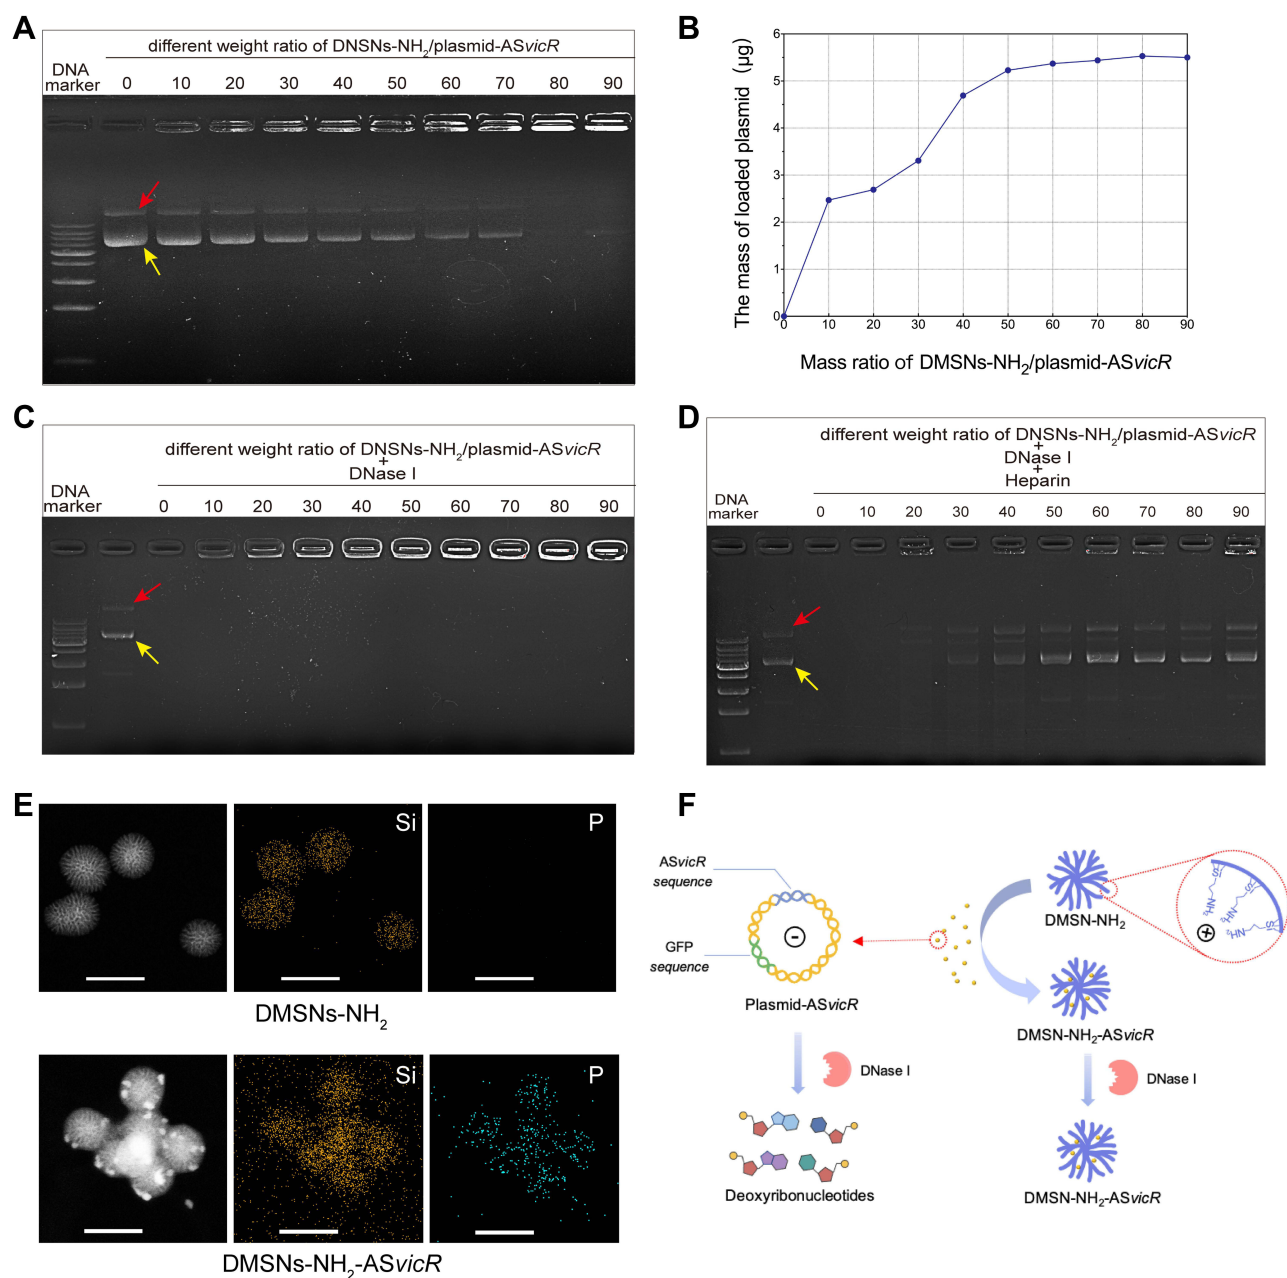 A
different weight ratio of DNSNs-NH2/plasmid-ASvicR
DNA
marker
0 10 20 30 40 50 60 70 80 90
B
The mass of loaded plasmid (μg)
6
5
4
3
2
1
0
0 10 20 30 40 50 60 70 80 90
Mass ratio of DMSNs-NH2/plasmid-ASvicR
C
different weight ratio of DNSNs-NH2/plasmid-ASvicR
+
DNase I
DNA
marker
0 10 20 30 40 50 60 70 80 90
D
different weight ratio of DNSNs-NH2/plasmid-ASvicR
+
DNase I
+
Heparin
DNA
marker
0 10 20 30 40 50 60 70 80 90
E
Si
P
DMSNs-NH2
Si
P
DMSNs-NH2-ASvicR
F
ASvicR
sequence
GFP
sequence
Plasmid-ASvicR
DNase I
Deoxyribonucleotides
DMSN-NH2
Si
Si
Si
NH2
H2N
H2N
DMSN-NH2-ASvicR
DNase I
DMSN-NH2-ASvicR